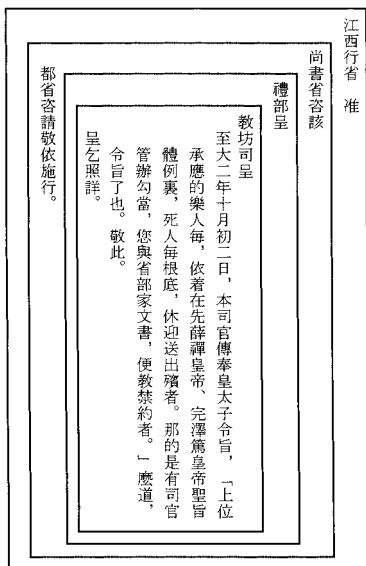 江西行省　准
尚書省咨該
禮部呈
教坊司呈
至大二年十月初二日，本司官傳奉皇太子令旨，「上位
承應的樂人每，依着在先薛禪皇帝、完澤篤皇帝聖旨
體例裏，死人每根底，休迎送出殯者。那的是有司官
管辦勾當，您與省部家文書，便教禁約者。」麽道，
令旨了也。敬此。
呈乞照詳。
都省咨請敬依施行。